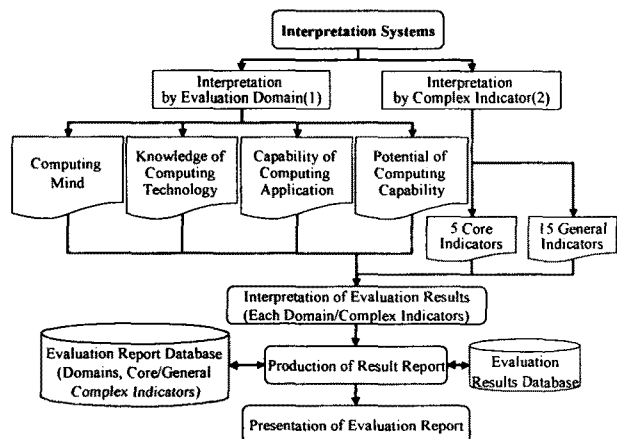 Interpretation Systems
Interpretation
by Evaluation Domain(1)
Interpretation
by Complex Indicator(2)
Computing
Mind
Knowledge of
Computing
Technology
Capability of
Computing
Application
Potential of
Computing
Capability
5 Core
Indicators
15 General
Indicators
Interpretation of Evaluation Results
(Each Domain/Complex Indicators)
Evaluation Report Database
(Domains, Core/General
Complex Indicators)
Production of Result Report
Evaluation
Results Database
Presentation of Evaluation Report